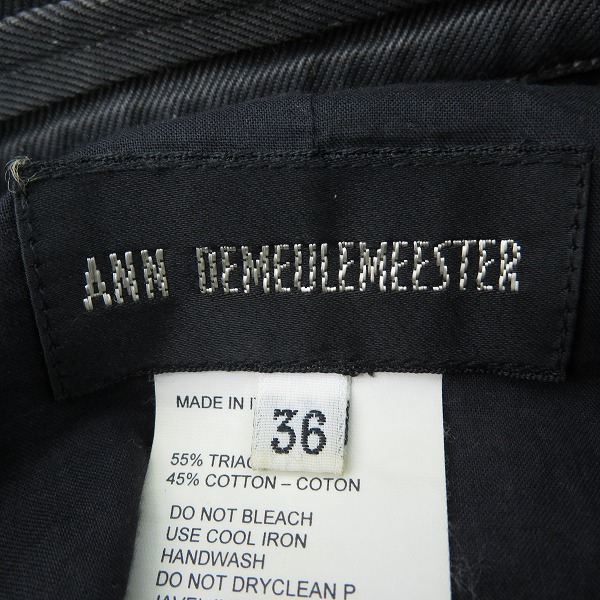 ANN DEMEULEMEESTER
MADE IN
36
55%
45% COTTON – COTON
DO NOT BLEACH
USE COOL IRON
HANDWASH
DO NOT DRYCLEAN P